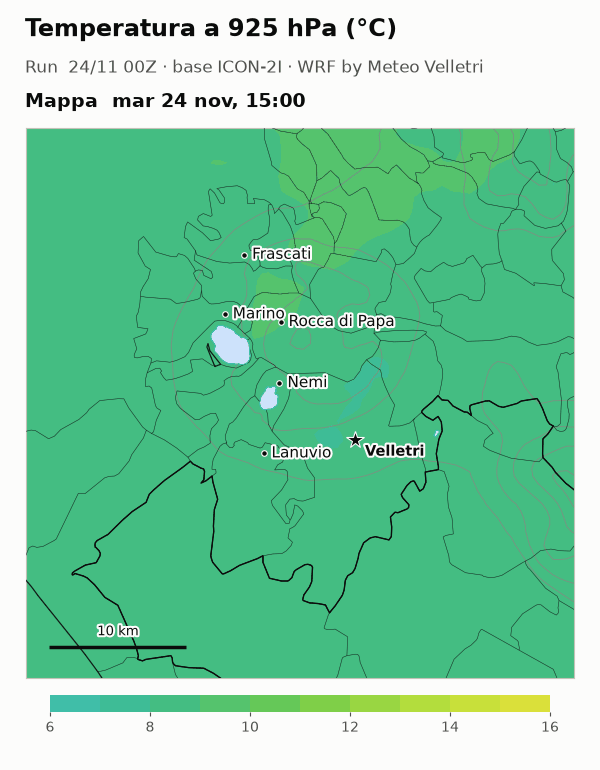 Temperatura a 925 hPa (°C)
Run  24/11 00Z · base ICON-2I · WRF by Meteo Velletri
Mappa  mar 24 nov, 15:00
Frascati
Marino
Rocca di Papa
Nemi
Velletri
Lanuvio
10 km
6 8 10 12 14 16